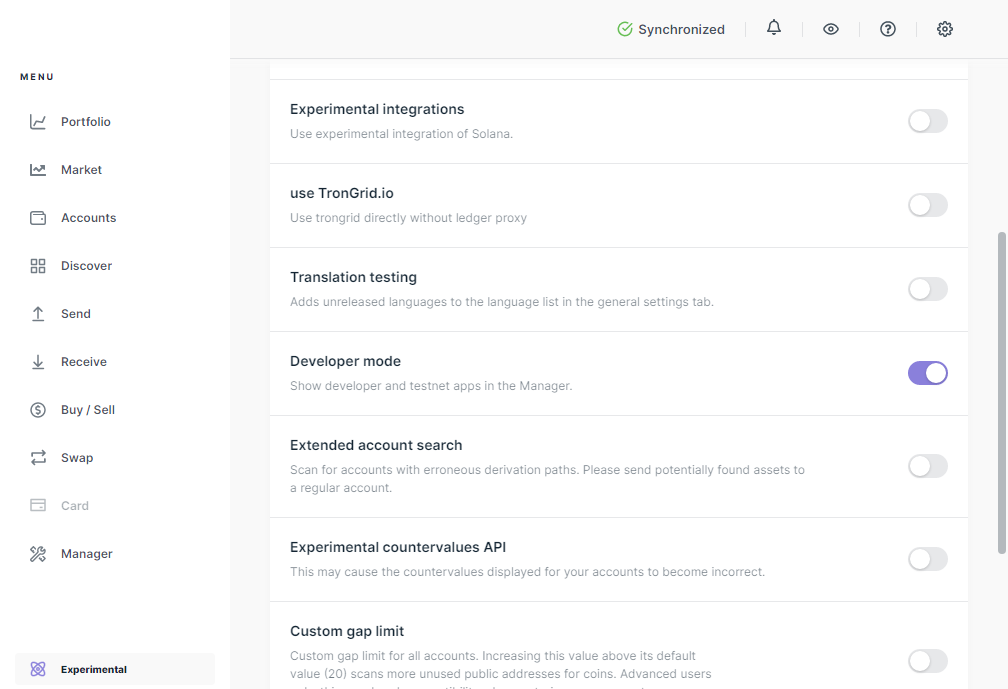 Synchronized
MENU
Portfolio
Market
Accounts
Discover
Send
Receive
Buy / Sell
Swap
Card
Manager
Experimental
Experimental integrations
Use experimental integration of Solana.
use TronGrid.io
Use trongrid directly without ledger proxy
Translation testing
Adds unreleased languages to the language list in the general settings tab.
Developer mode
Show developer and testnet apps in the Manager.
Extended account search
Scan for accounts with erroneous derivation paths. Please send potentially found assets to
a regular account.
Experimental countervalues API
This may cause the countervalues displayed for your accounts to become incorrect.
Custom gap limit
Custom gap limit for all accounts. Increasing this value above its default
value (20) scans more unused public addresses for coins. Advanced users